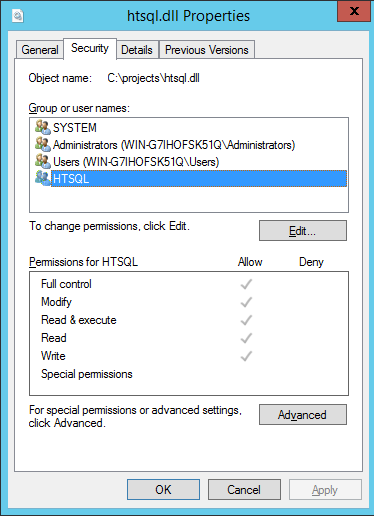 htsql.dll Properties
x
General Security Details Previous Versions
Object name: C:\projects\htsql.dll
Group or user names:
SYSTEM
Administrators (WIN-G7IHOFSK51Q\Administrators)
Users (WIN-G7IHOFSK51Q\Users)
HTSQL
To change permissions, click Edit.
Edit...
Permissions for HTSQL Allow Deny
Full control
Modify
Read & execute
Read
Write
Special permissions
For special permissions or advanced settings,
click Advanced.
Advanced
OK Cancel Apply